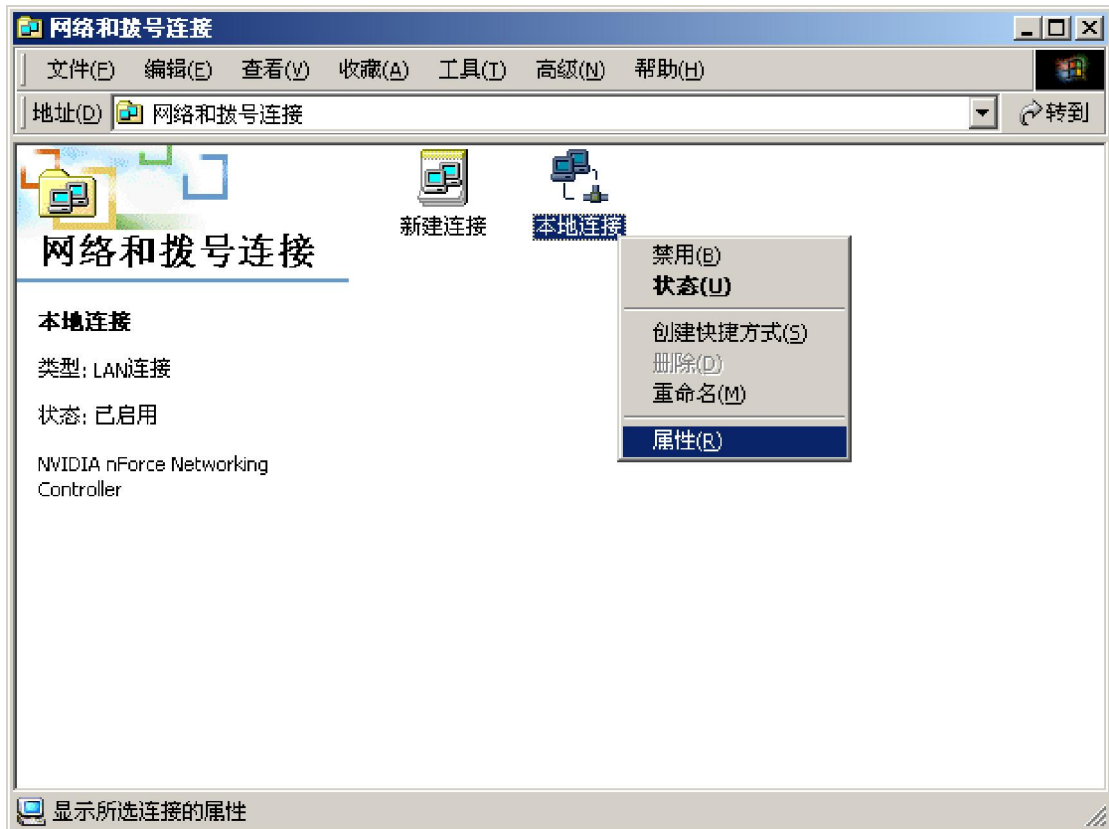 网络和拨号连接
文件(F) 编辑(E) 查看(V) 收藏(A) 工具(T) 高级(N) 帮助(H)
地址(D) 网络和拨号连接 转到
新建连接 本地连接
网络和拨号连接
本地连接
类型: LAN连接
状态: 已启用
NVIDIA nForce Networking
Controller
禁用(B)
状态(U)
创建快捷方式(S)
删除(D)
重命名(M)
属性(R)
显示所选连接的属性